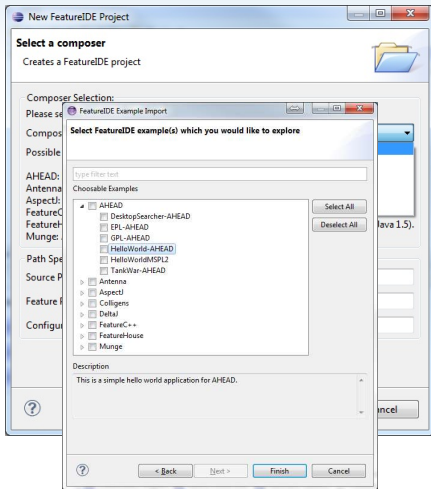 New FeatureIDE Project
Select a composer
Creates a FeatureIDE project
Composer Selection:
Please se
Compos
Possible
AHEAD:
Antenna
AspectJ:
FeatureC
FeatureH
Java 1.5).
Munge:
Path Spe
Source P
Feature
Configur
ncel
FeatureIDE Example Import
Select FeatureIDE example(s) which you would like to explore
type filter text
Choosable Examples
AHEAD
DesktopSearcher-AHEAD
EPL-AHEAD
GPL-AHEAD
HelloWorld-AHEAD
HelloWorldMSPL2
TankWar-AHEAD
Antenna
AspectJ
Colligens
DeltaJ
FeatureC++
FeatureHouse
Munge
Select All
Deselect All
Description
This is a simple hello world application for AHEAD.
< Back
Next >
Finish
Cancel